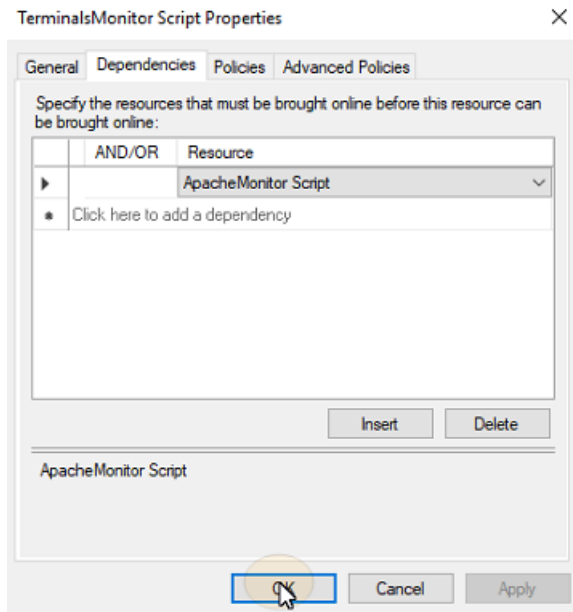 TerminalsMonitor Script Properties
General Dependencies Policies Advanced Policies
Specify the resources that must be brought online before this resource can
be brought online:
AND/OR Resource
ApacheMonitor Script
Click here to add a dependency
Insert Delete
ApacheMonitor Script
OK Cancel Apply